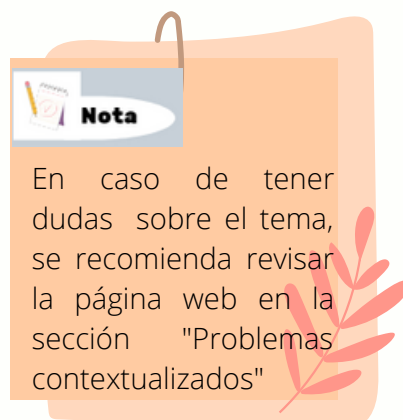 Nota
En caso de tener
dudas sobre el tema,
se recomienda revisar
la página web en la
sección "Problemas
contextualizados"